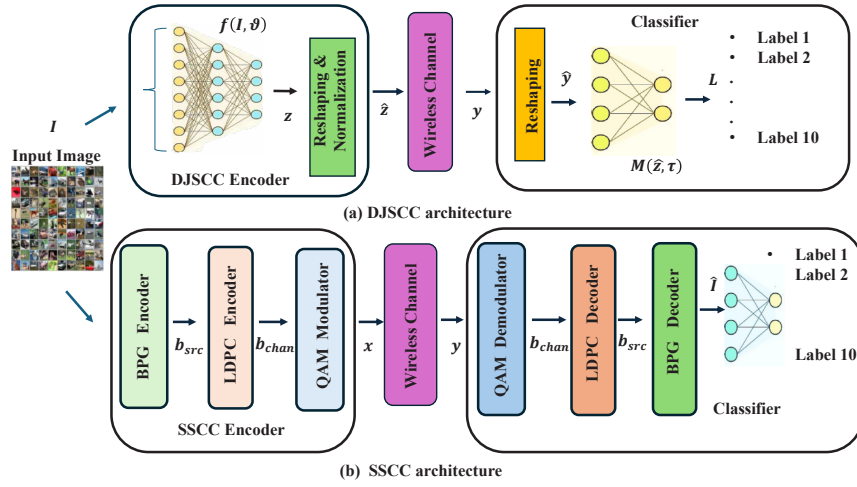 f(I, ϑ)
z
Reshaping &
Normalization
DJSCC Encoder
ẑ
Wireless Channel
y
Classifier
Reshaping
ŷ
M(ẑ, τ)
L
• Label 1
• Label 2
.
.
.
• Label 10
I
Input Image
(a) DJSCC architecture
BPG Encoder
b_src
LDPC Encoder
b_chan
QAM Modulator
SSCC Encoder
x
Wireless Channel
y
QAM Demodulator
b_chan
LDPC Decoder
b_src
BPG Decoder
Î
• Label 1
Label 2
Label 10
Classifier
(b) SSCC architecture